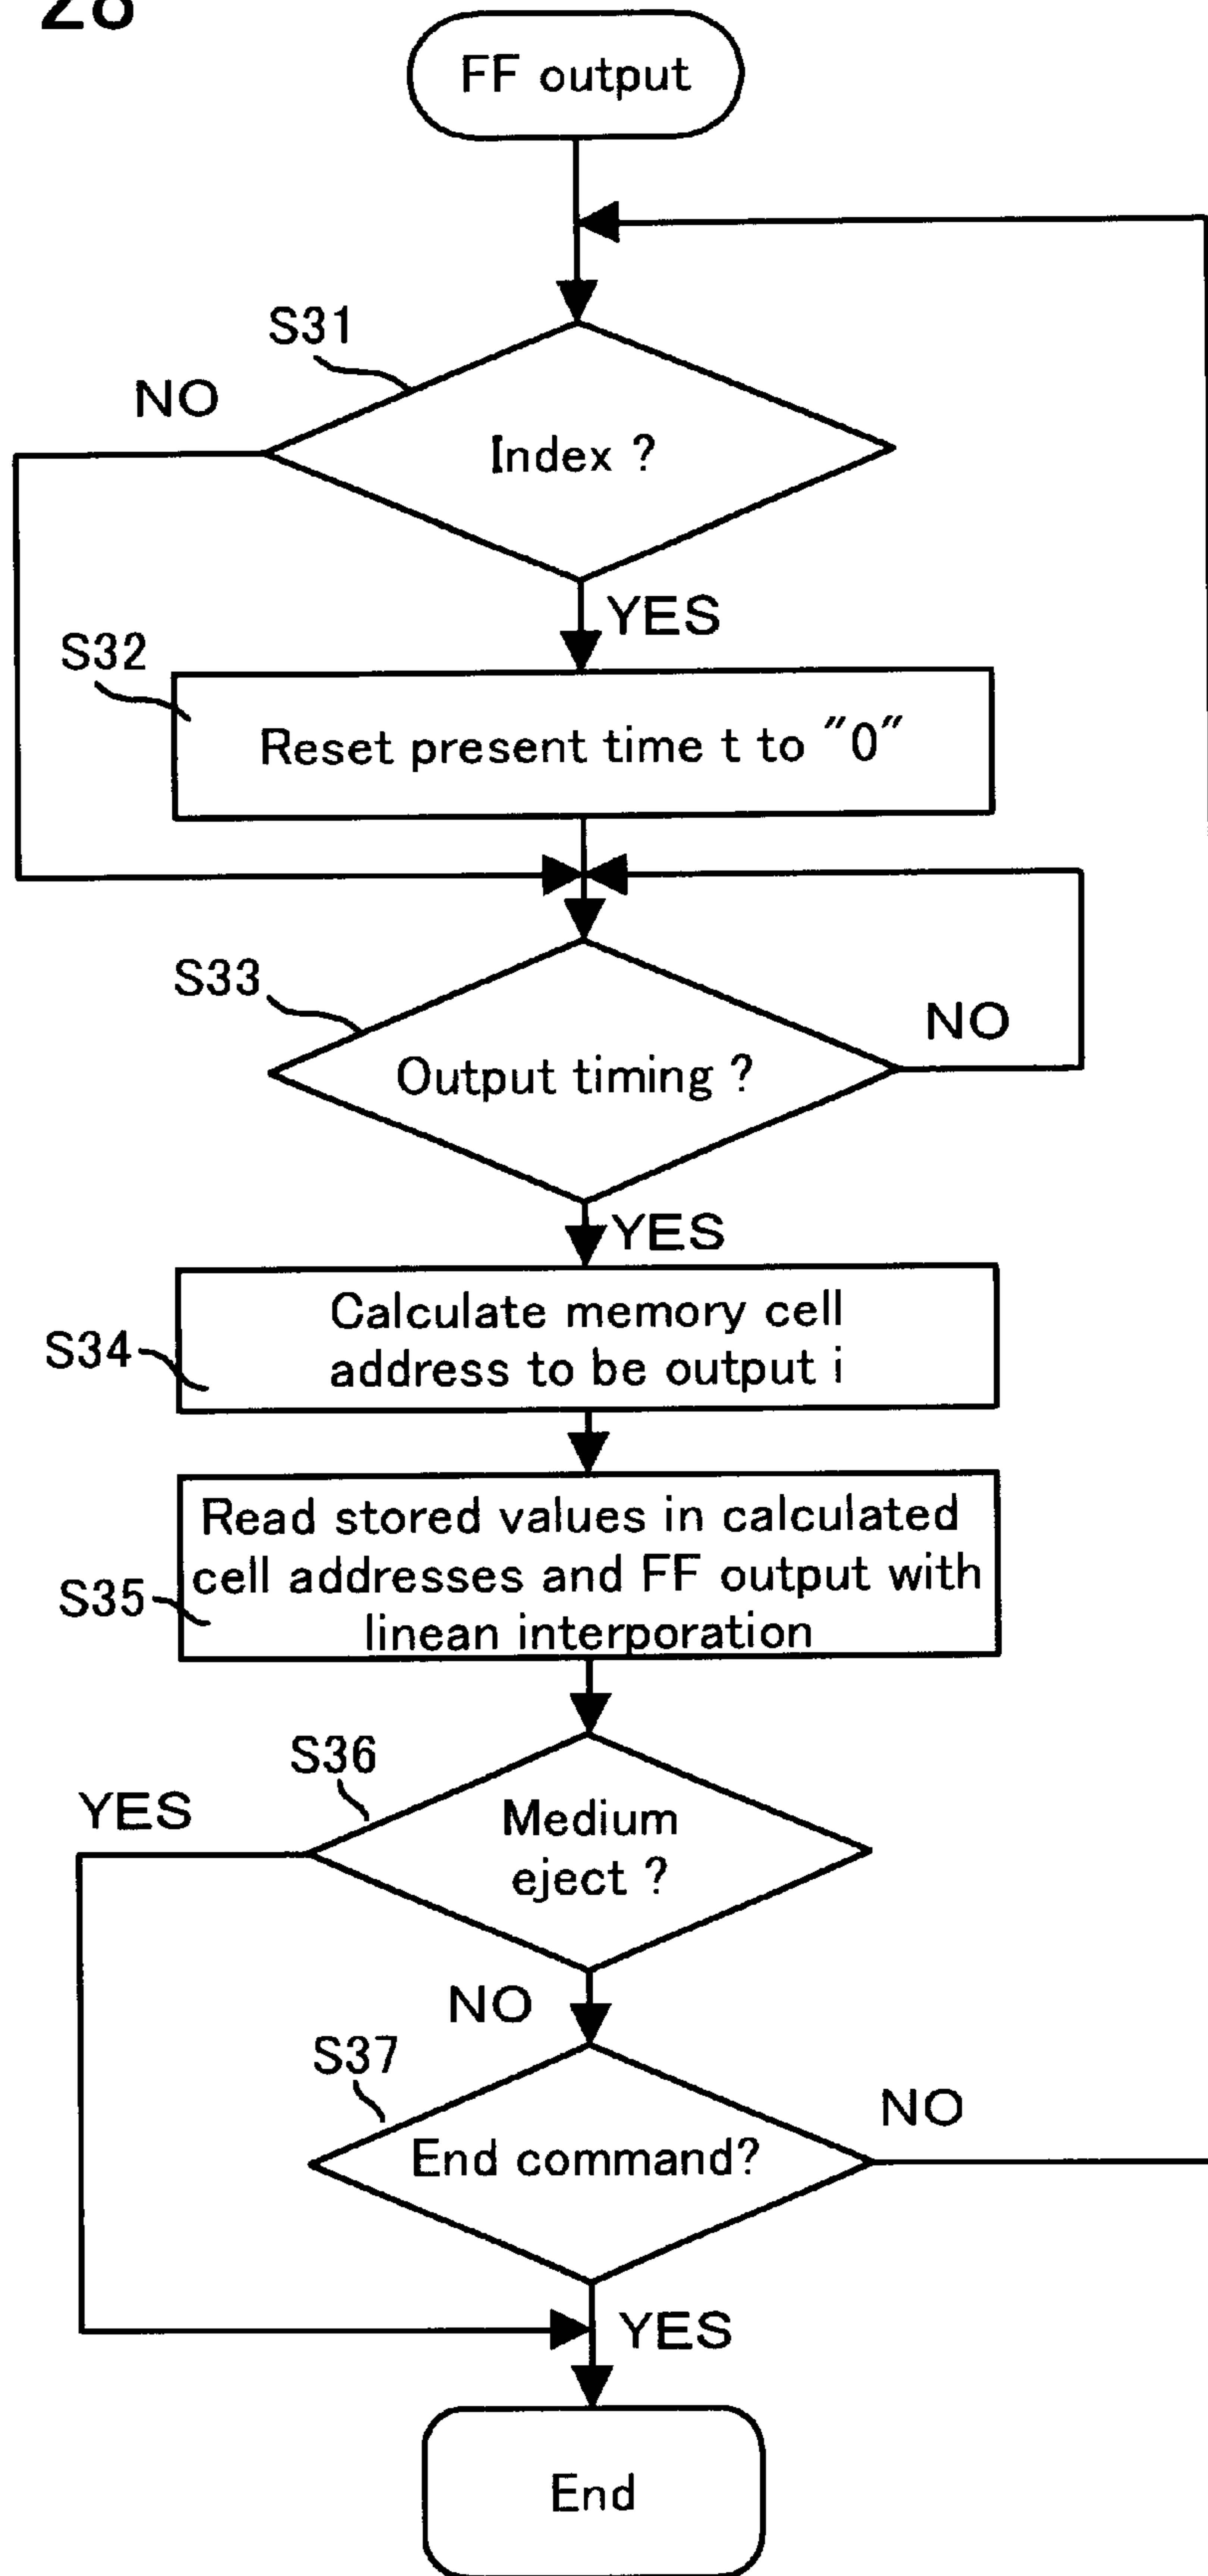 28
FF output
S31
NO
Index ?
YES
S32
Reset present time t to "0"
S33
NO
Output timing ?
YES
Calculate memory cell
address to be output i
S34
Read stored values in calculated
cell addresses and FF output with
linean interporation
S35
S36
YES
Medium
eject ?
NO
S37
NO
End command?
YES
End